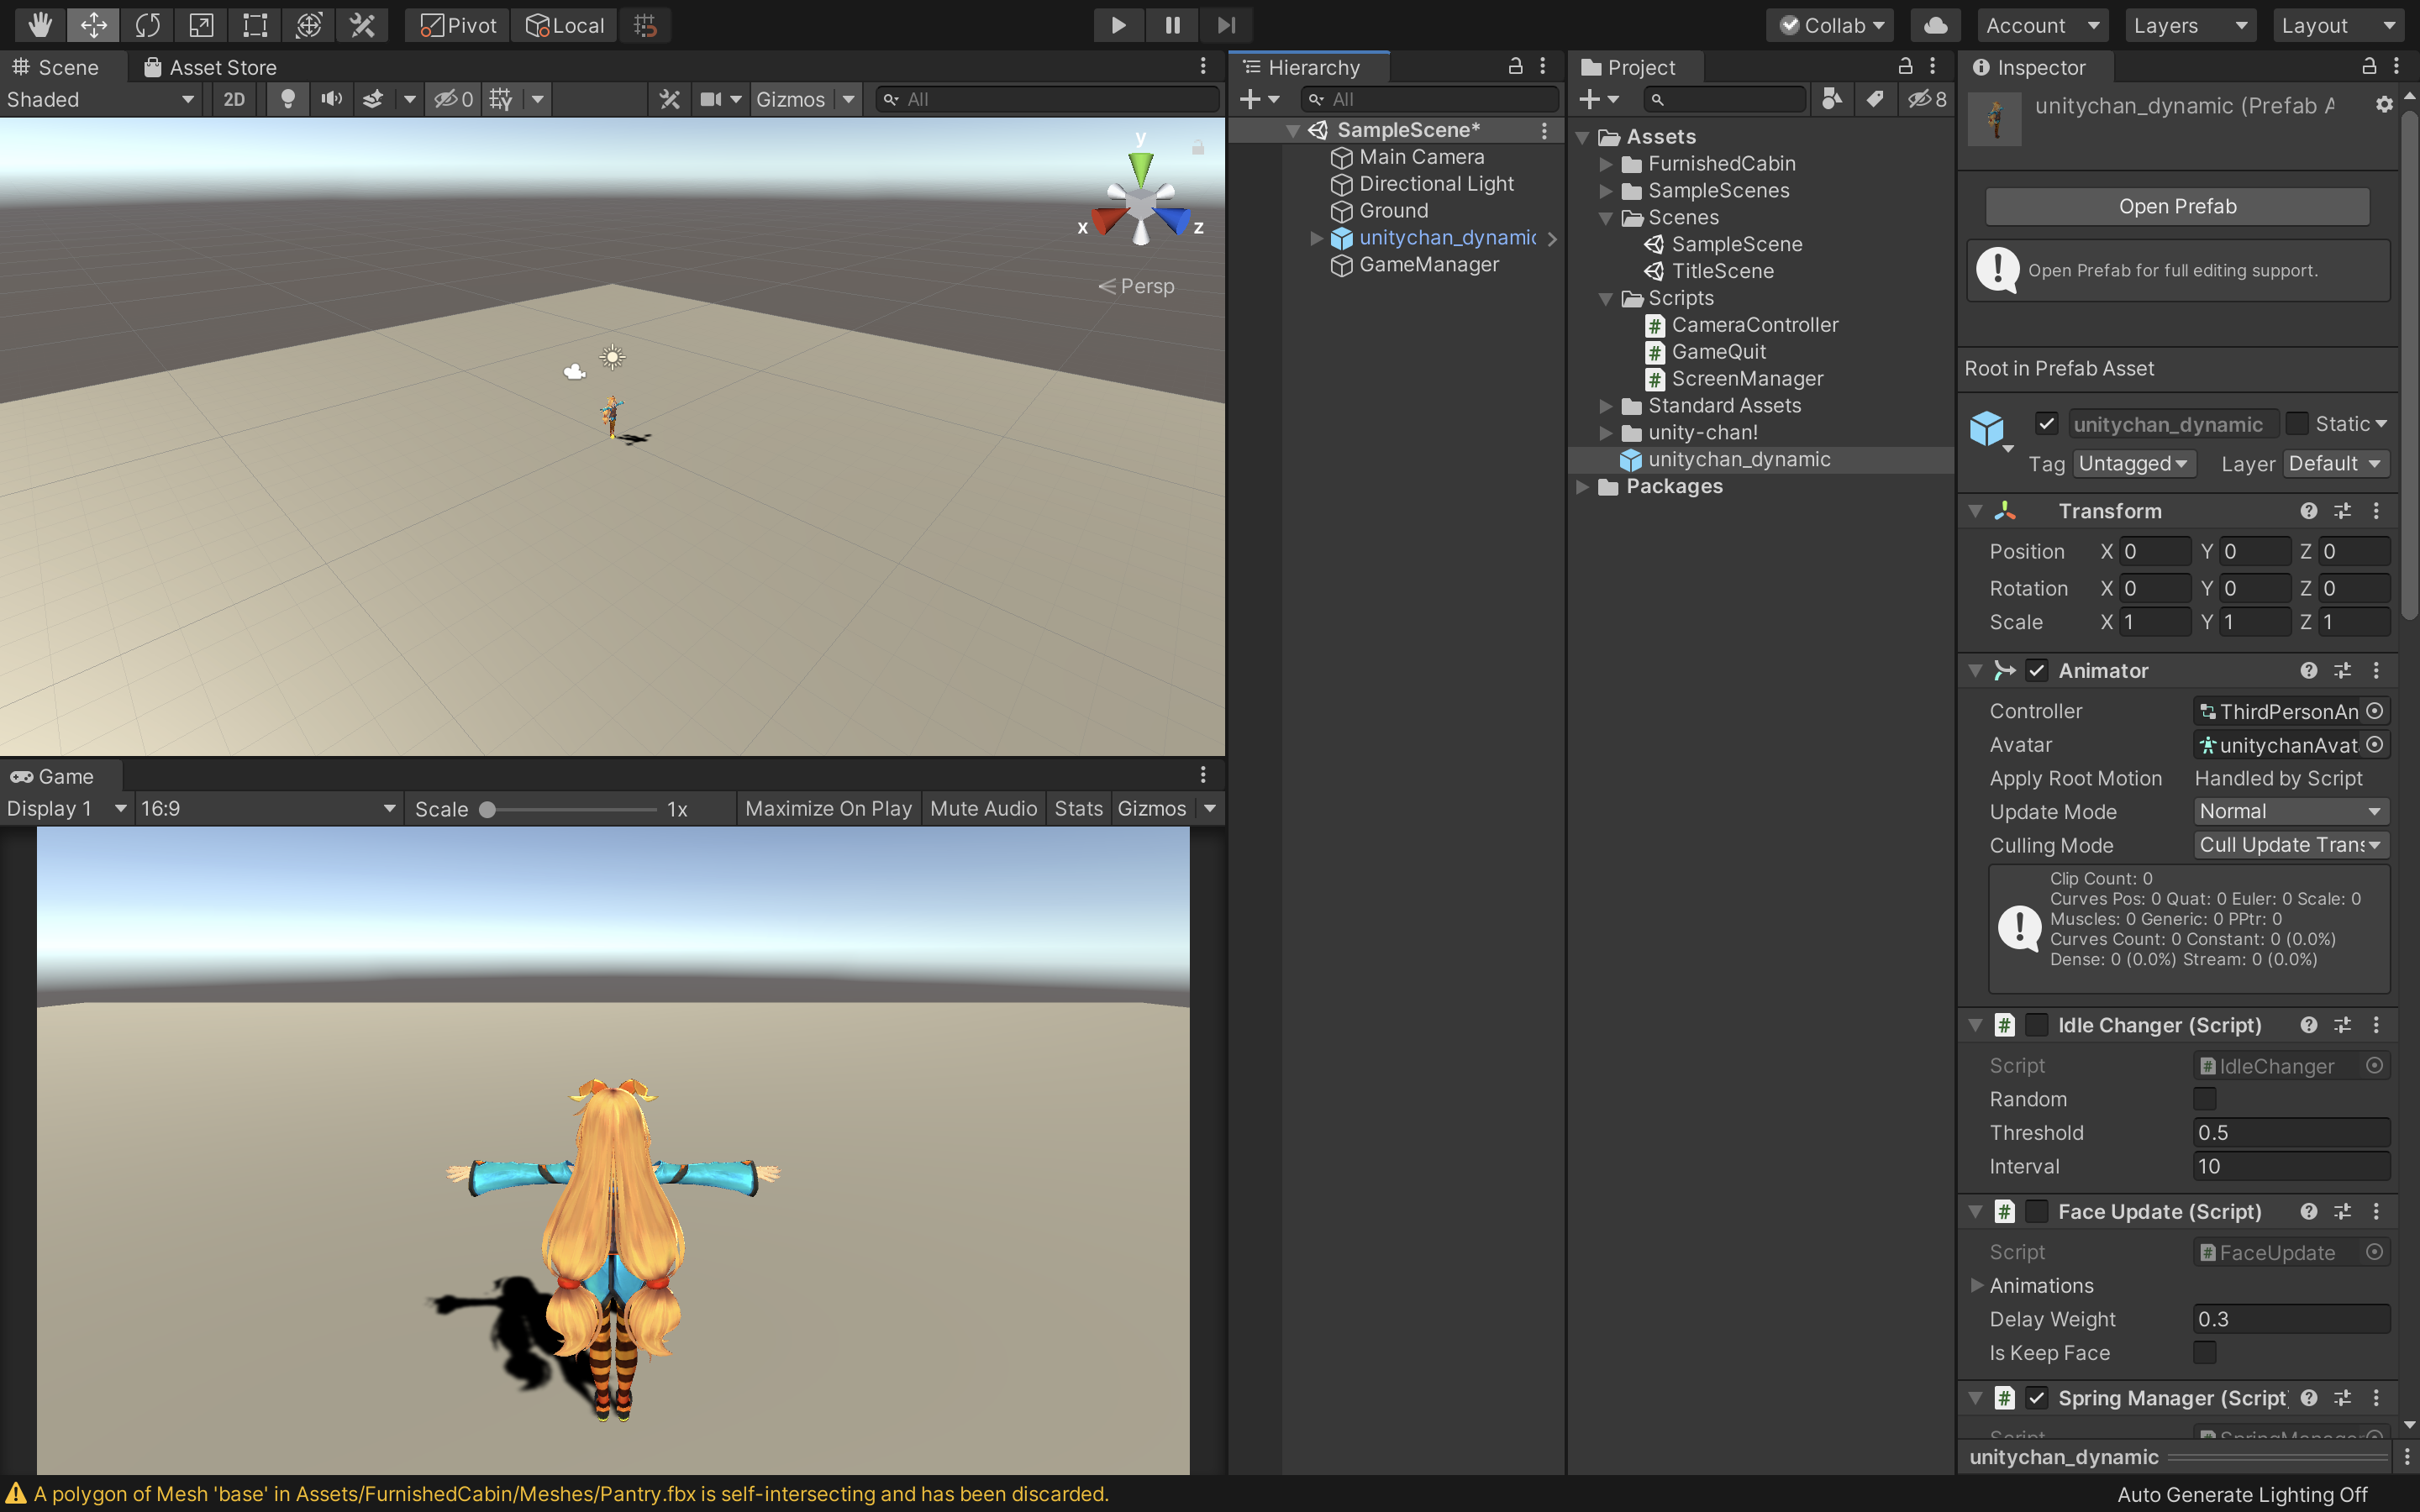 Pivot Local Collab Account Layers Layout
Scene Asset Store
Shaded 2D 0 Gizmos All
y
x z
Persp
Game
Display 1 16:9 Scale 1x Maximize On Play Mute Audio Stats Gizmos
Hierarchy
All
SampleScene*
Main Camera
Directional Light
Ground
unitychan_dynamic
GameManager
Project
8
Assets
FurnishedCabin
SampleScenes
Scenes
SampleScene
TitleScene
Scripts
CameraController
GameQuit
ScreenManager
Standard Assets
unity-chan!
unitychan_dynamic
Packages
Inspector
unitychan_dynamic (Prefab A
Open Prefab
Open Prefab for full editing support.
Root in Prefab Asset
unitychan_dynamic Static
Tag Untagged Layer Default
Transform
Position X 0 Y 0 Z 0
Rotation X 0 Y 0 Z 0
Scale X 1 Y 1 Z 1
Animator
Controller ThirdPersonAn
Avatar unitychanAvat
Apply Root Motion Handled by Script
Update Mode Normal
Culling Mode Cull Update Trans
Clip Count: 0
Curves Pos: 0 Quat: 0 Euler: 0 Scale: 0
Muscles: 0 Generic: 0 PPtr: 0
Curves Count: 0 Constant: 0 (0.0%)
Dense: 0 (0.0%) Stream: 0 (0.0%)
# Idle Changer (Script)
Script # IdleChanger
Random
Threshold 0.5
Interval 10
# Face Update (Script)
Script # FaceUpdate
Animations
Delay Weight 0.3
Is Keep Face
# Spring Manager (Script)
Script SpringManager
unitychan_dynamic
A polygon of Mesh 'base' in Assets/FurnishedCabin/Meshes/Pantry.fbx is self-intersecting and has been discarded.
Auto Generate Lighting Off